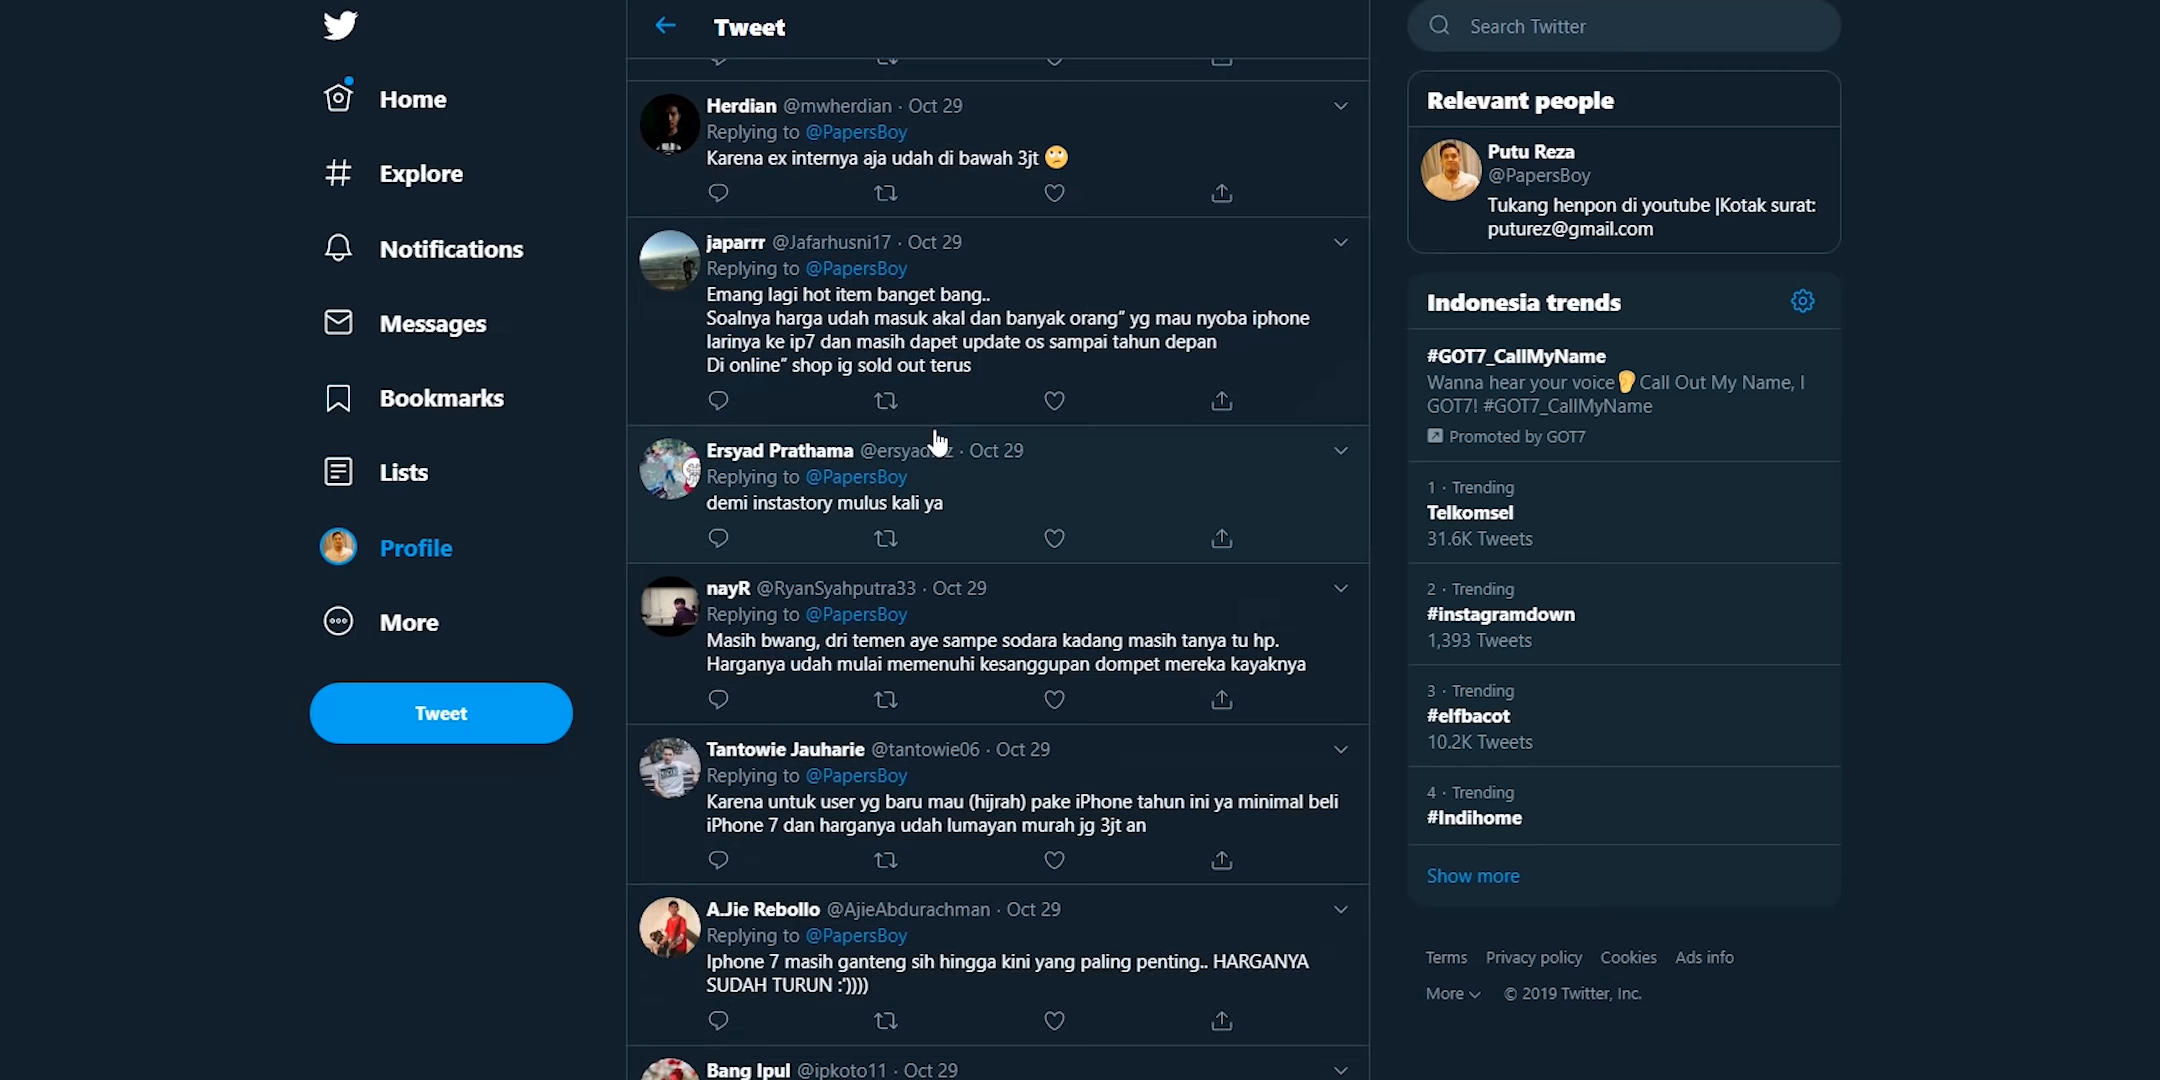 Home
Explore
Notifications
Messages
Bookmarks
Lists
Profile
More
Tweet
Tweet
Herdian @mwherdian · Oct 29
Replying to @PapersBoy
Karena ex internya aja udah di bawah 3jt 🙄
japarrr @Jafarhusni17 · Oct 29
Replying to @PapersBoy
Emang lagi hot item banget bang..
Soalnya harga udah masuk akal dan banyak orang” yg mau nyoba iphone
larinya ke ip7 dan masih dapet update os sampai tahun depan
Di online” shop ig sold out terus
Ersyad Prathama · Oct 29
Replying to @PapersBoy
demi instastory mulus kali ya
nayR @RyanSyahputra33 · Oct 29
Replying to @PapersBoy
Masih bwang, dri temen aye sampe sodara kadang masih tanya tu hp.
Harganya udah mulai memenuhi kesanggupan dompet mereka kayaknya
Tantowie Jauharie @tantowie06 · Oct 29
Replying to @PapersBoy
Karena untuk user yg baru mau (hijrah) pake iPhone tahun ini ya minimal beli
iPhone 7 dan harganya udah lumayan murah jg 3jt an
A.Jie Rebollo @AjieAbdurachman · Oct 29
Replying to @PapersBoy
Iphone 7 masih ganteng sih hingga kini yang paling penting.. HARGANYA
SUDAH TURUN :'))))
Bang Ipul @ipkoto11 · Oct 29
Search Twitter
Relevant people
Putu Reza
@PapersBoy
Tukang henpon di youtube |Kotak surat:
puturez@gmail.com
Indonesia trends
#GOT7_CallMyName
Wanna hear your voice👂Call Out My Name, I
GOT7! #GOT7_CallMyName
Promoted by GOT7
1 · Trending
Telkomsel
31.6K Tweets
2 · Trending
#instagramdown
1,393 Tweets
3 · Trending
#elfbacot
10.2K Tweets
4 · Trending
#Indihome
Show more
Terms Privacy policy Cookies Ads info
More © 2019 Twitter, Inc.